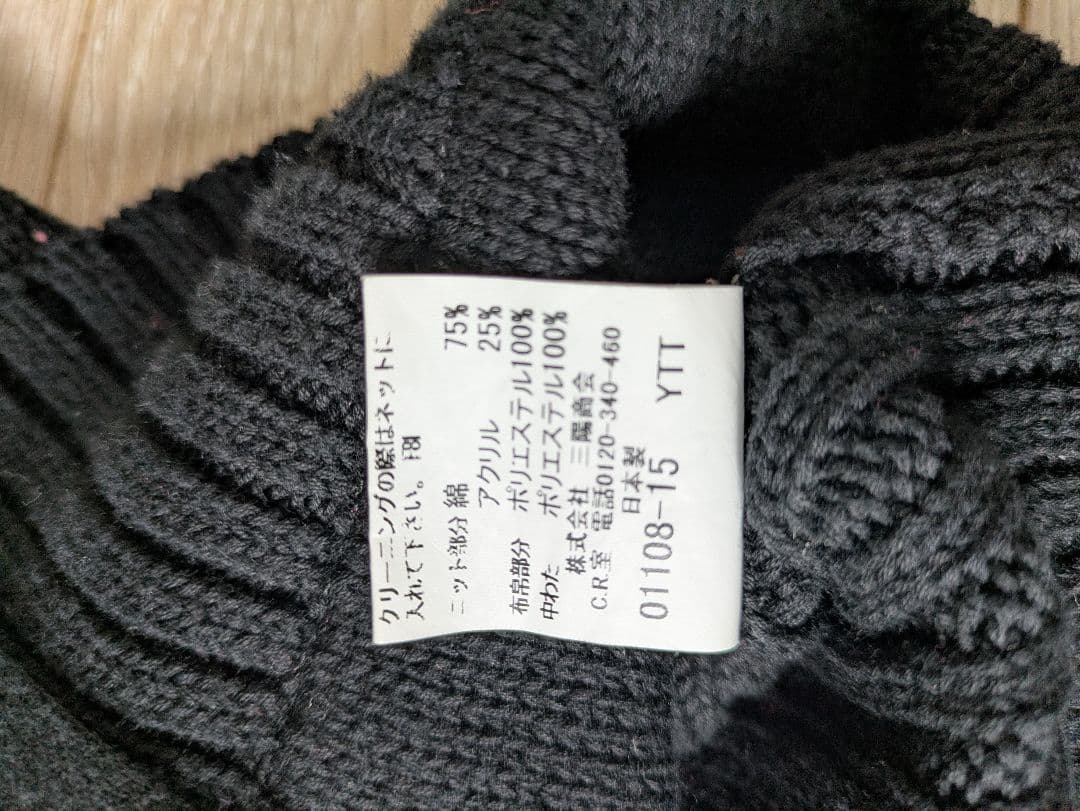 クリーニングの際はネットに
入れて下さい。F81
ニット部分 綿 75%
アクリル 25%
布帛部分 ポリエステル100%
中わた ポリエステル100%
株式会社 三陽商会
C.R.室 電話0120-340-460
日本製
01108-15 YTT